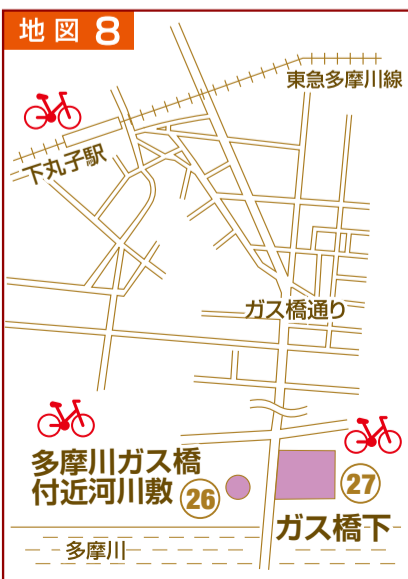 地図 8
東急多摩川線
下丸子駅
ガス橋通り
多摩川ガス橋
付近河川敷
26
27
ガス橋下
多摩川